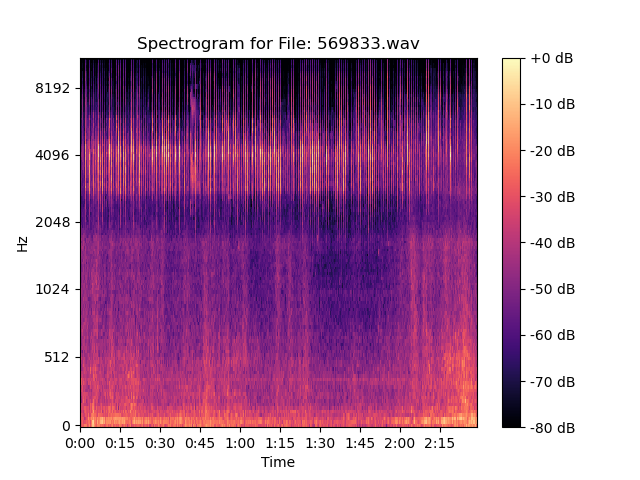 Spectrogram for File: 569833.wav
Hz
8192
4096
2048
1024
512
0
0:00 0:15 0:30 0:45 1:00 1:15 1:30 1:45 2:00 2:15
Time
+0 dB
-10 dB
-20 dB
-30 dB
-40 dB
-50 dB
-60 dB
-70 dB
-80 dB